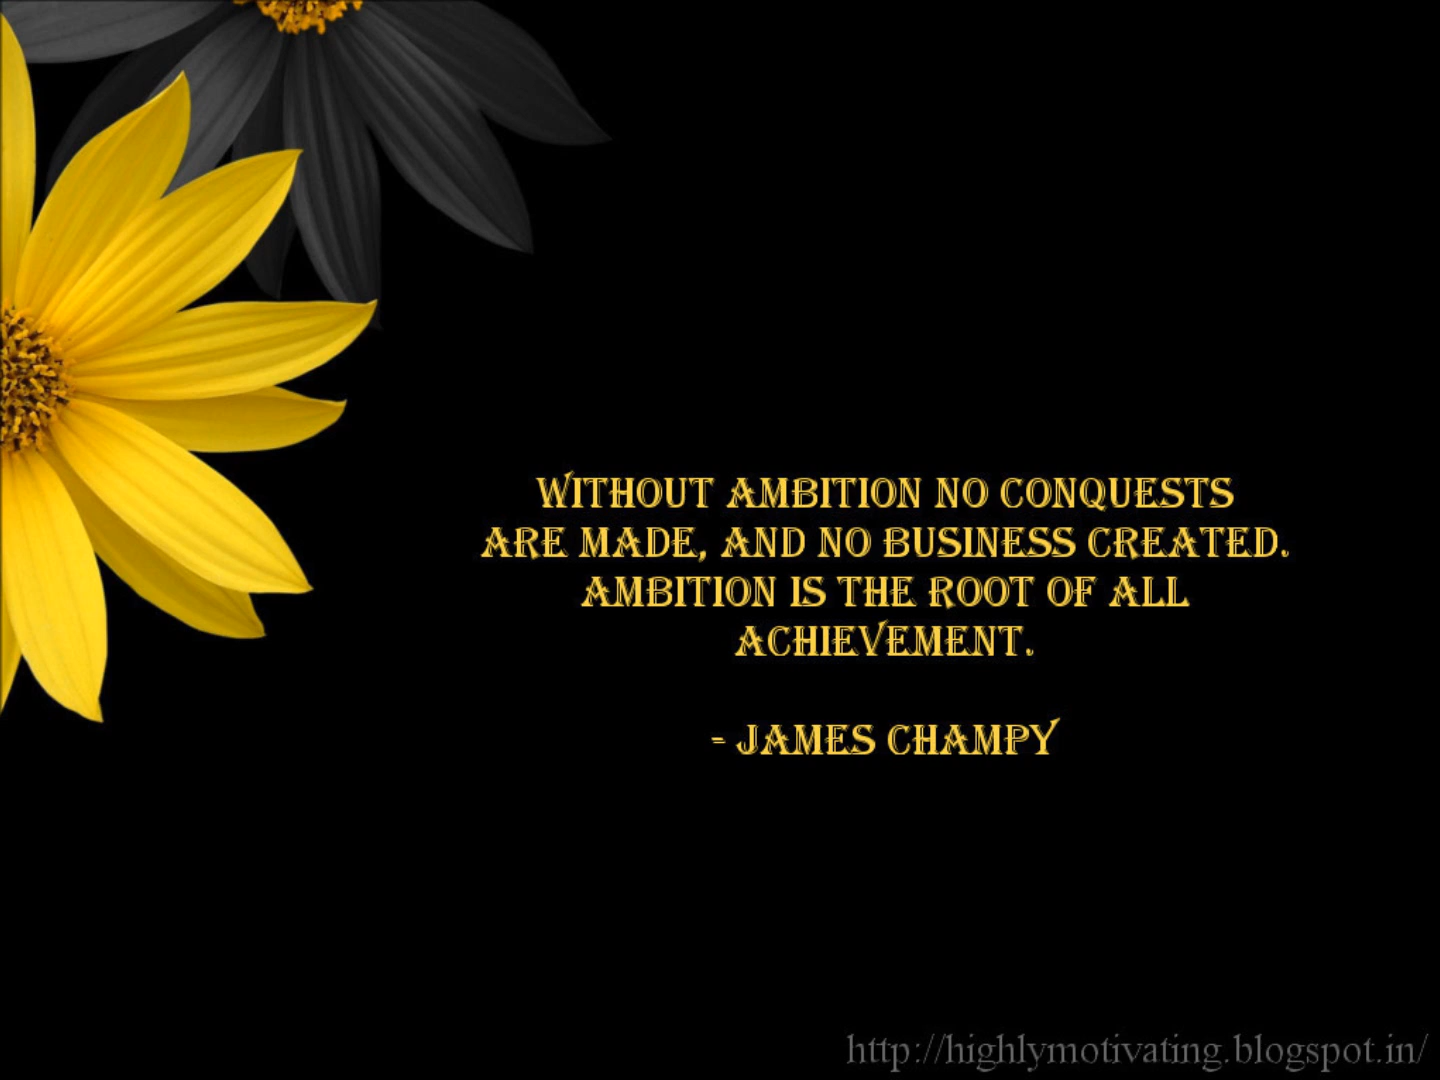 WITHOUT AMBITION NO CONQUESTS
ARE MADE, AND NO BUSINESS CREATED.
AMBITION IS THE ROOT OF ALL
ACHIEVEMENT.
- JAMES CHAMPY
http://highlymotivating.blogspot.in/